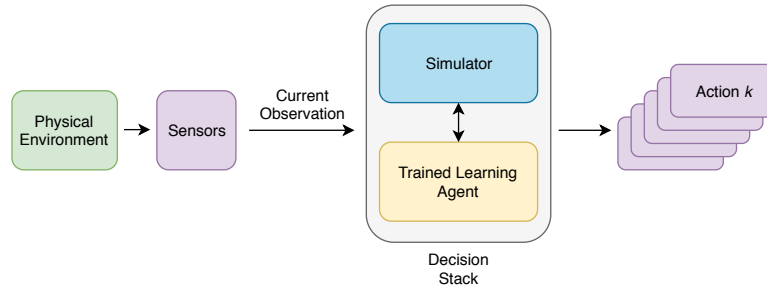 Physical
Environment
Sensors
Current
Observation
Simulator
Trained Learning
Agent
Decision
Stack
Action k